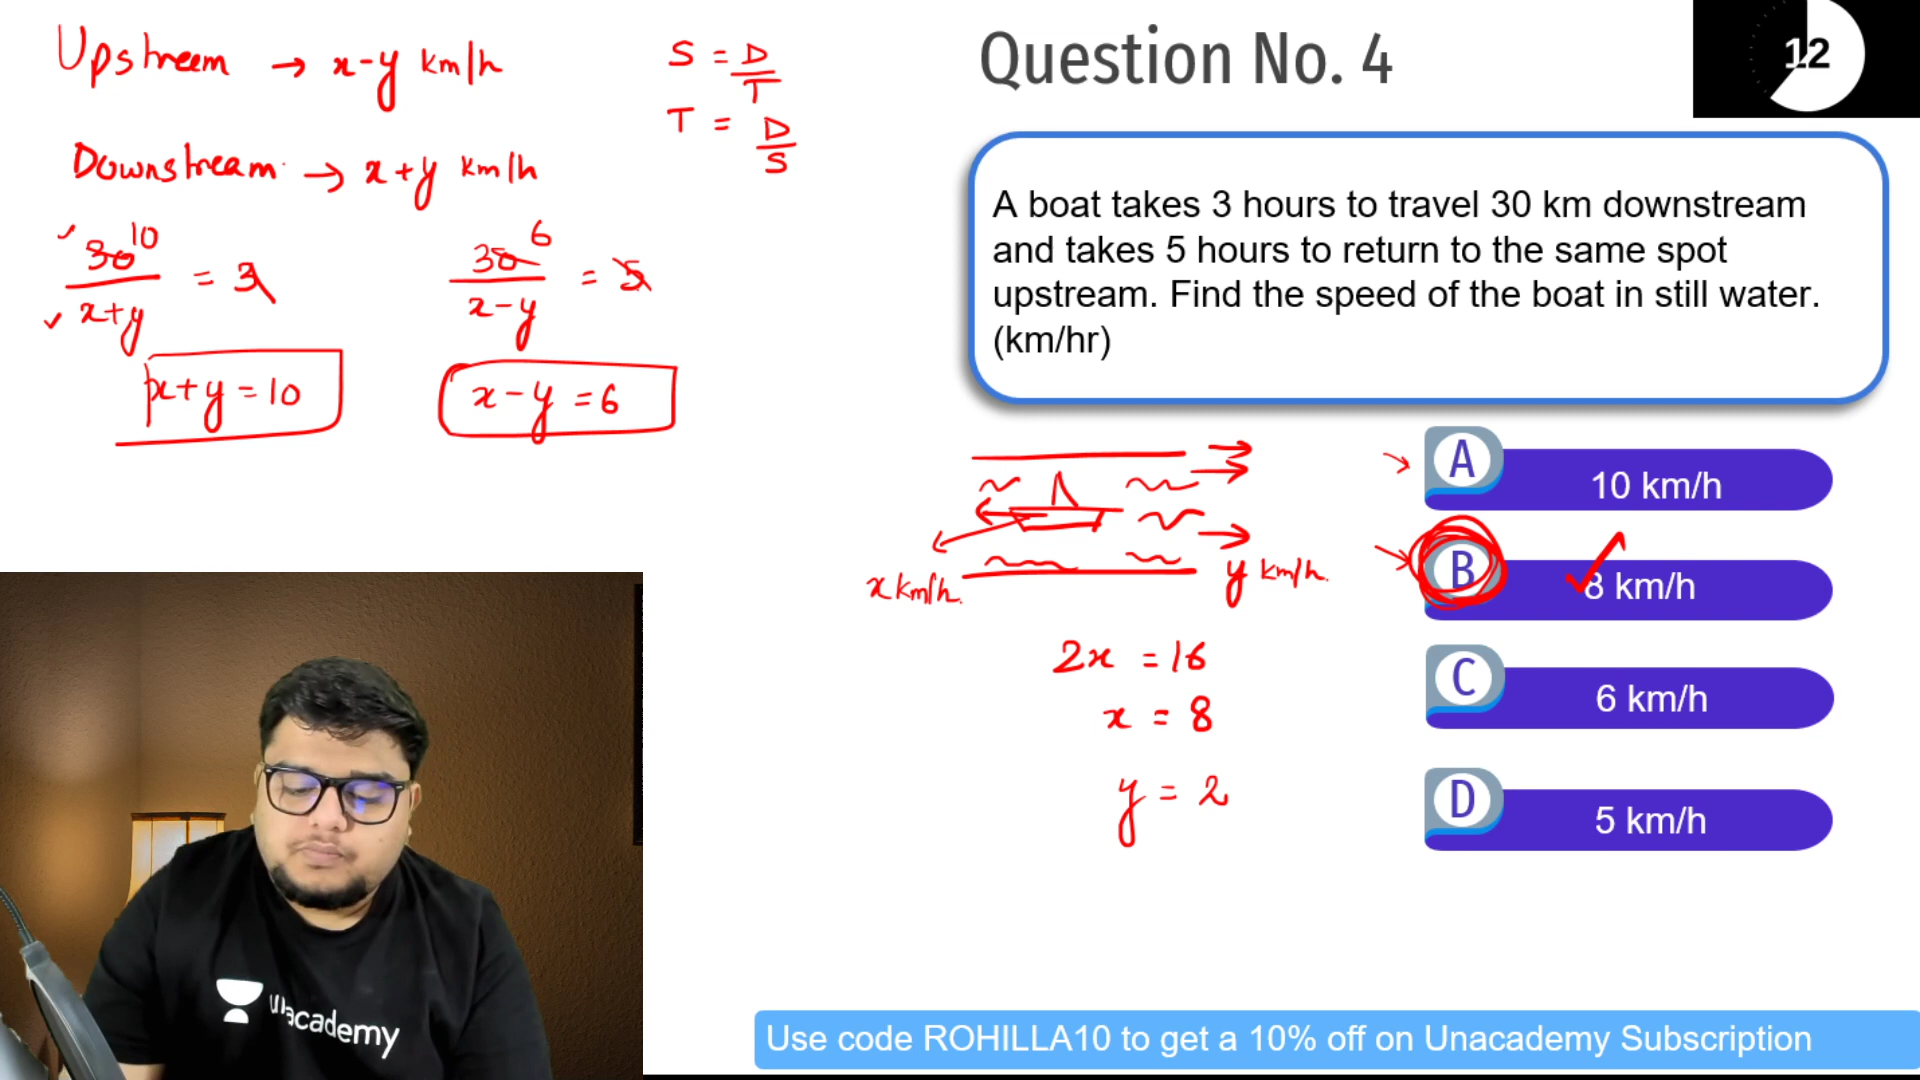 Upstream → x-y km/h
S = D/T
T = D/S
Downstream → x+y km/h
30 10 / x+y = 3
30 6 / x-y = 5
x+y = 10
x-y = 6
Question No. 4
12
A boat takes 3 hours to travel 30 km downstream
and takes 5 hours to return to the same spot
upstream. Find the speed of the boat in still water.
(km/hr)
x km/h.
y km/h.
2x = 16
x = 8
y = 2
A 10 km/h
B 8 km/h
C 6 km/h
D 5 km/h
unacademy
Use code ROHILLA10 to get a 10% off on Unacademy Subscription